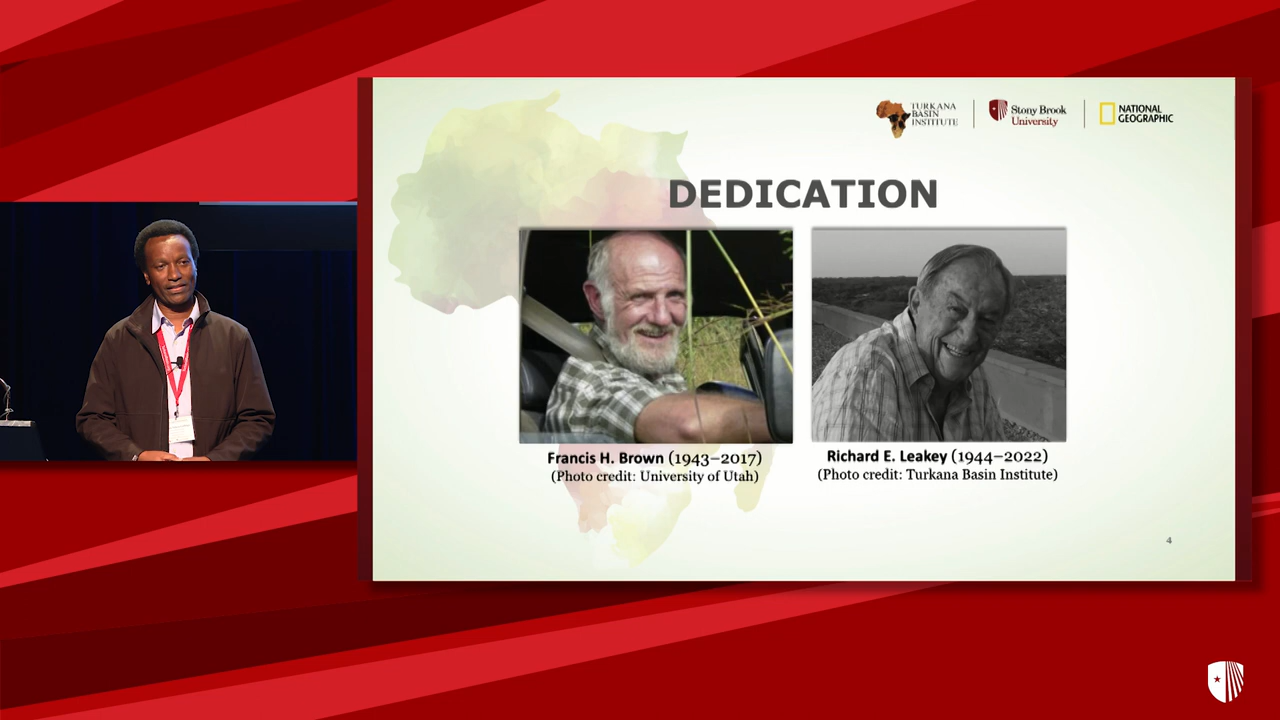 TURKANA
BASIN
INSTITUTE
Stony Brook
University
NATIONAL
GEOGRAPHIC
DEDICATION
Francis H. Brown (1943–2017)
(Photo credit: University of Utah)
Richard E. Leakey (1944–2022)
(Photo credit: Turkana Basin Institute)
4